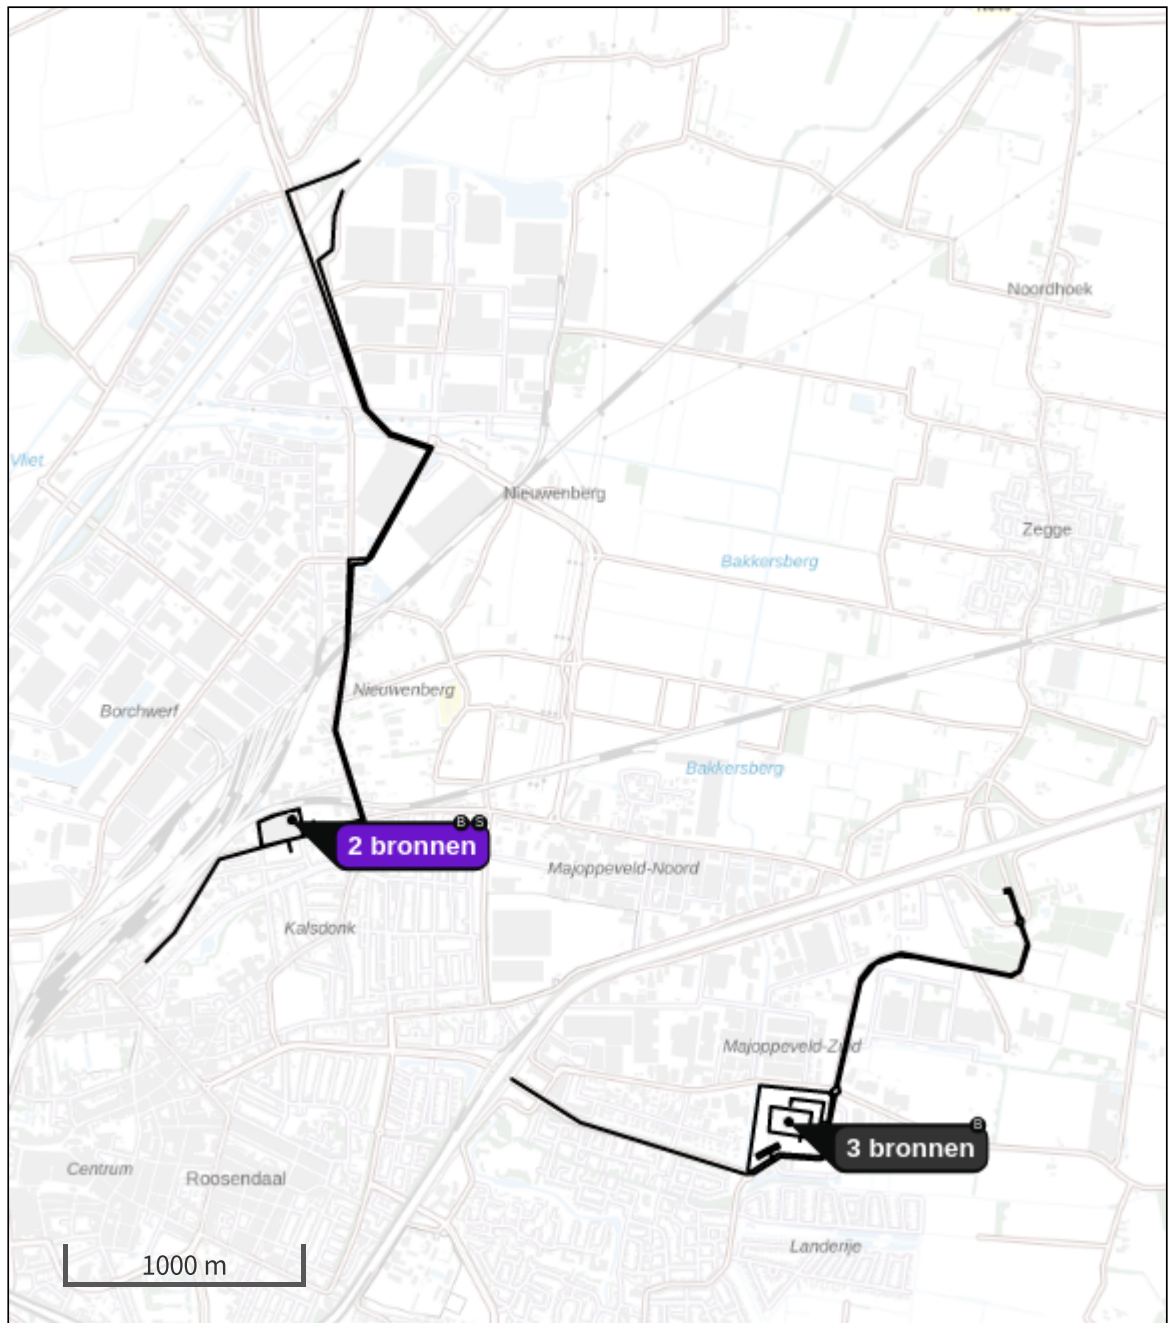 Noordhoek
Vliet
Nieuwenberg
Zegge
Bakkersberg
Nieuwenberg
Borchwerf
Bakkersberg
B S
2 bronnen
Majoppeveld-Noord
Kalsdonk
Majoppeveld-Zuid
B
3 bronnen
Centrum
Roosendaal
Landerije
1000 m